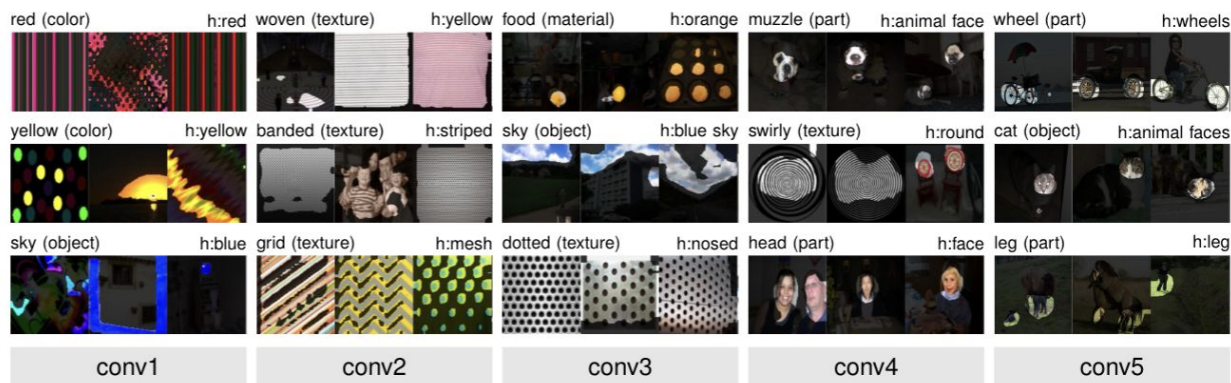 red (color) h:red
woven (texture) h:yellow
food (material) h:orange
muzzle (part) h:animal face
wheel (part) h:wheels
yellow (color) h:yellow
banded (texture) h:striped
sky (object) h:blue sky
swirly (texture) h:round
cat (object) h:animal faces
sky (object) h:blue
grid (texture) h:mesh
dotted (texture) h:nosed
head (part) h:face
leg (part) h:leg
conv1
conv2
conv3
conv4
conv5